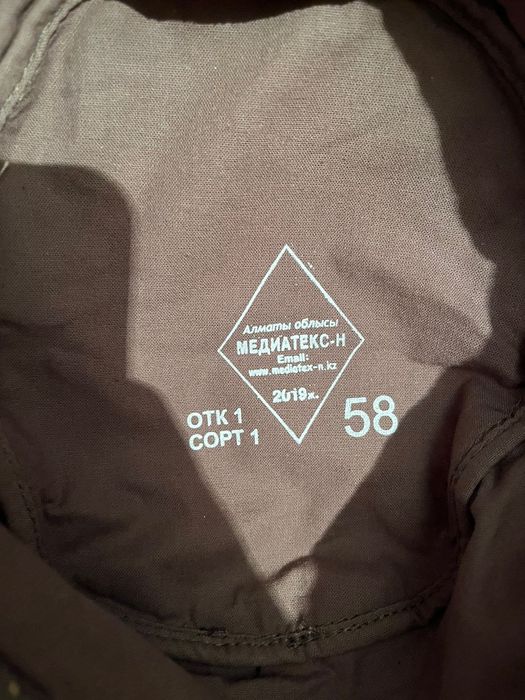 Алматы облысы
МЕДИАТЕКС-Н
Email:
www.mediatex-n.kz
2019ж.
ОТК 1
СОРТ 1
58